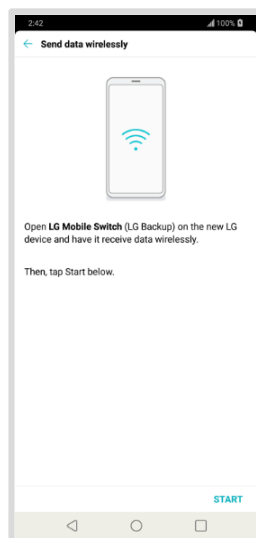 2:42 100%
Send data wirelessly
Open LG Mobile Switch (LG Backup) on the new LG
device and have it receive data wirelessly.
Then, tap Start below.
START